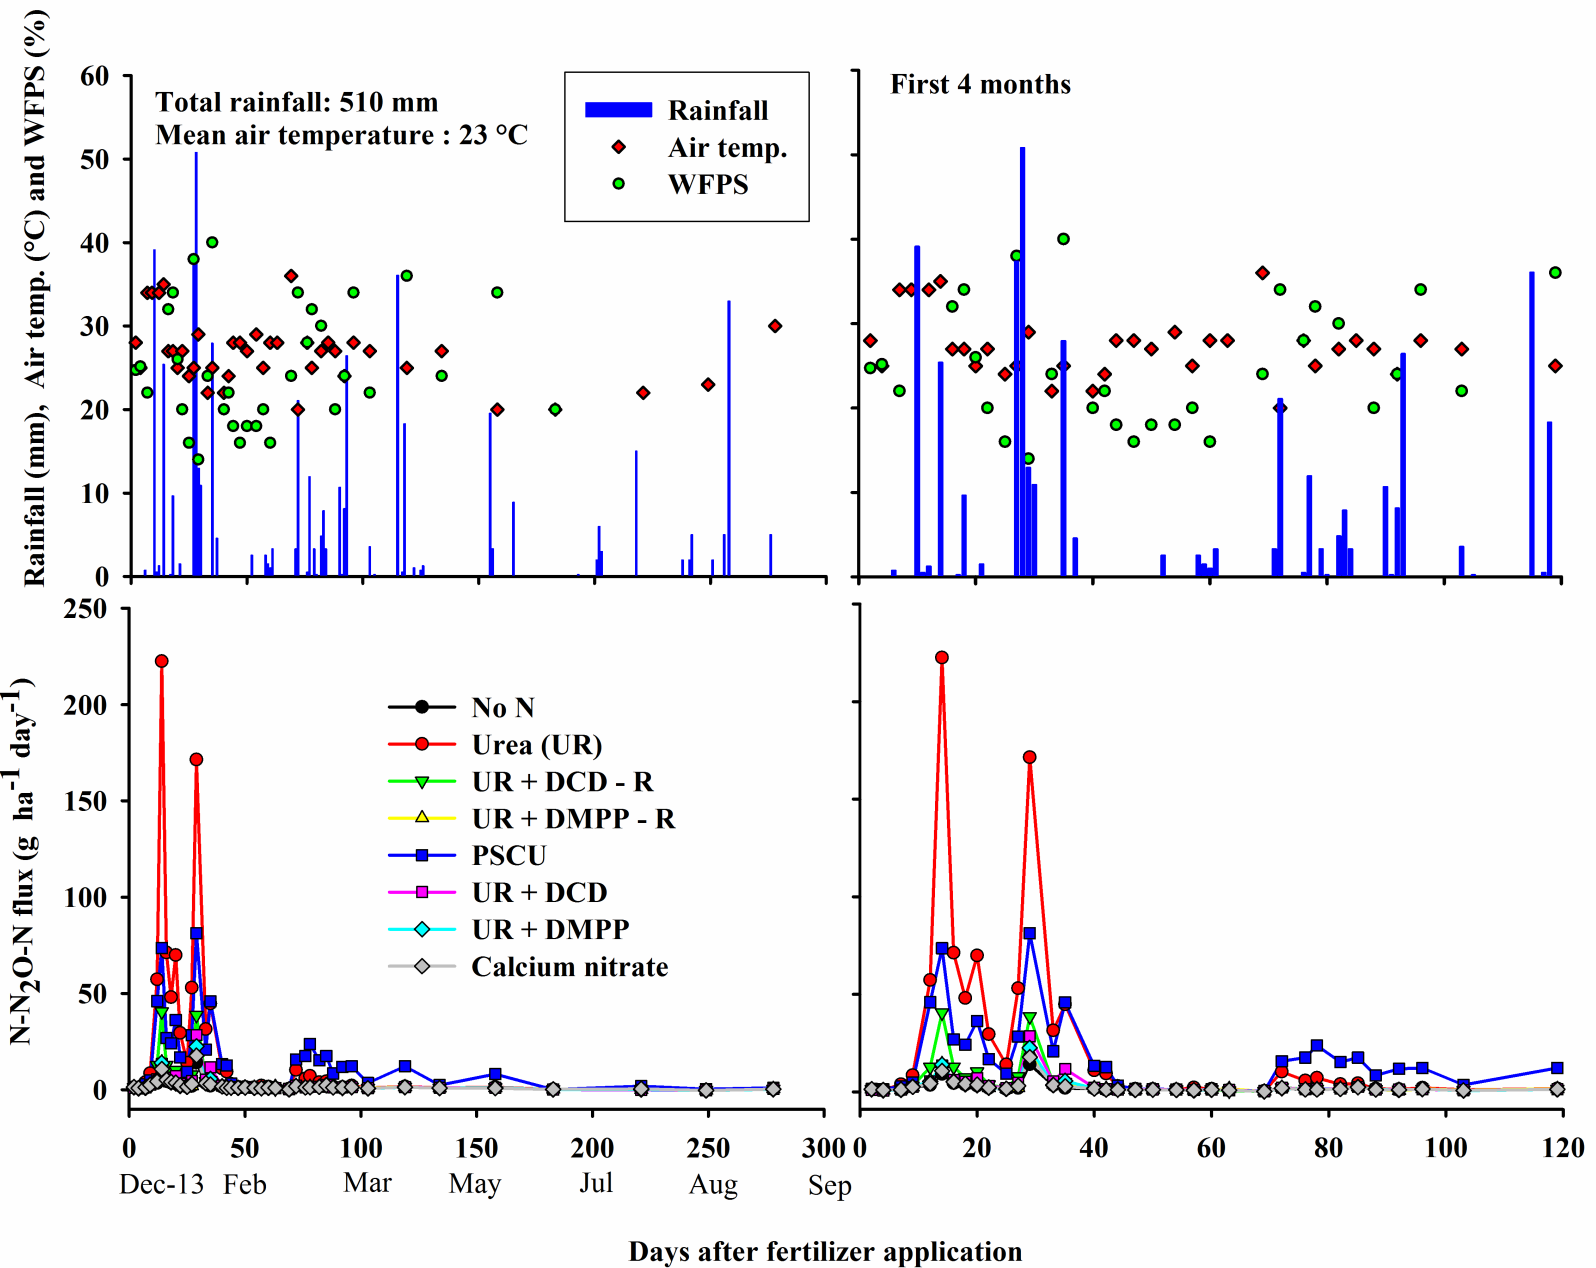 Rainfall (mm), Air temp. (°C) and WFPS (%)
60
50
40
30
20
10
0
Total rainfall: 510 mm
Mean air temperature : 23 °C
Rainfall
Air temp.
WFPS
First 4 months
N-N2O-N flux (g ha-1 day-1)
250
200
150
100
50
0
No N
Urea (UR)
UR + DCD - R
UR + DMPP - R
PSCU
UR + DCD
UR + DMPP
Calcium nitrate
0 50 100 150 200 250 300
Dec-13 Feb Mar May Jul Aug Sep
0 20 40 60 80 100 120
Days after fertilizer application